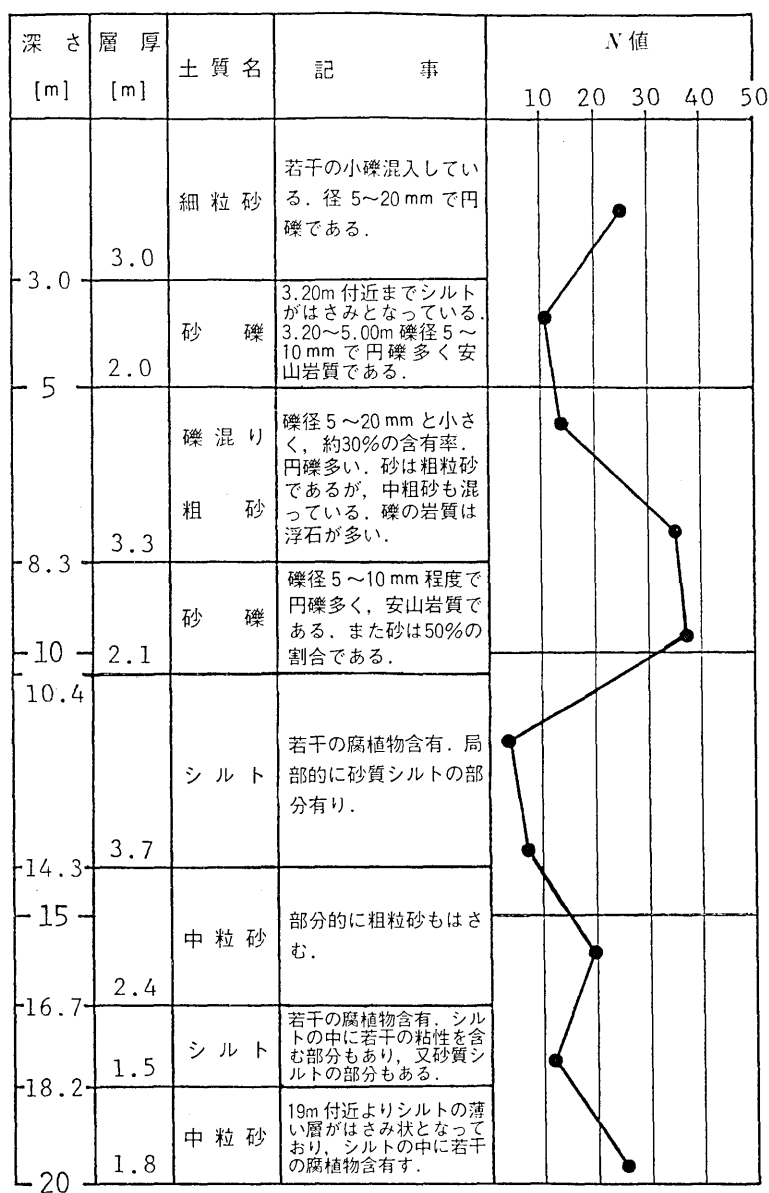 深さ 層厚 土質名 記事 N値
[m] [m]
10 20 30 40 50
細粒砂
若干の小礫混入してい
る．径5～20mmで円
礫である．
3.0
3.0
砂礫
3.20m付近までシルト
がはさみとなっている．
3.20～5.00m礫径5～
10mmで円礫多く安
山岩質である．
2.0
5
礫混り
粗砂
礫径5～20mmと小さ
く，約30%の含有率．
円礫多い．砂は粗粒砂
であるが，中粗砂も混
っている．礫の岩質は
浮石が多い．
3.3
8.3
砂礫
礫径5～10mm程度で
円礫多く，安山岩質で
ある．また砂は50%の
割合である．
2.1
10
10.4
シルト
若干の腐植物含有．局
部的に砂質シルトの部
分有り．
3.7
14.3
15
中粒砂
部分的に粗粒砂もはさ
む．
2.4
16.7
シルト
若干の腐植物含有．シル
トの中に若干の粘性を含
む部分もあり，又砂質シ
ルトの部分もある．
1.5
18.2
中粒砂
19m付近よりシルトの薄
い層がはさみ状となって
おり，シルトの中に若干
の腐植物含有す．
1.8
20